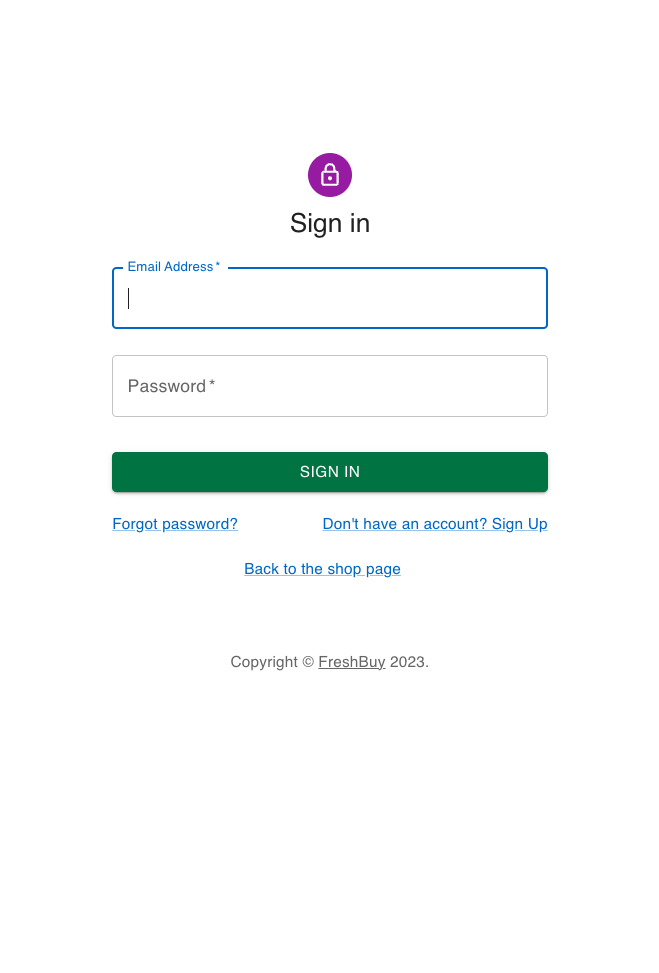 Sign in
Email Address *
Password *
SIGN IN
Forgot password? Don't have an account? Sign Up
Back to the shop page
Copyright © FreshBuy 2023.